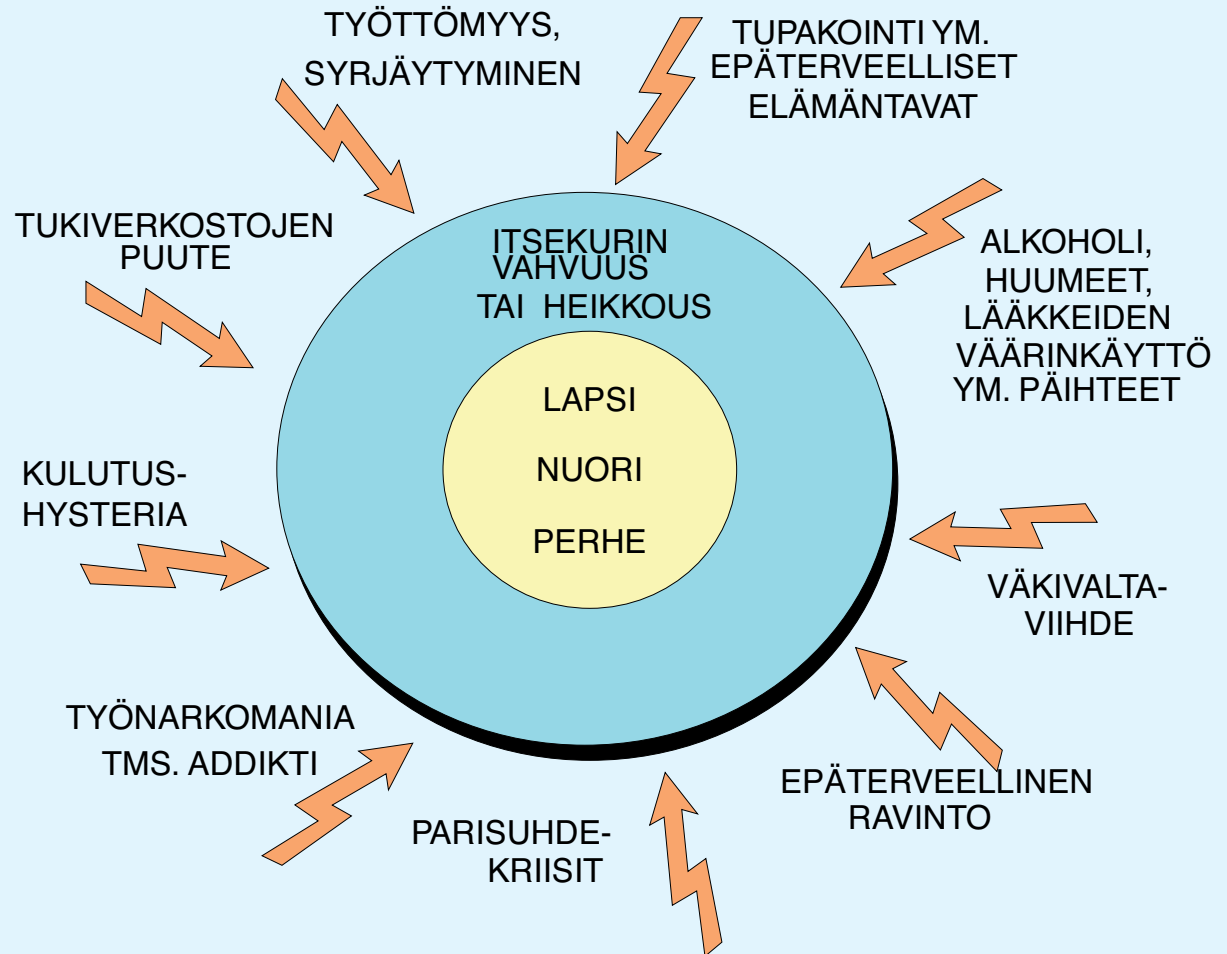 TYÖTTÖMYYS,
SYRJÄYTYMINEN
TUPAKOINTI YM.
EPÄTERVEELLISET
ELÄMÄNTAVAT
TUKIVERKOSTOJEN
PUUTE
ITSEKURIN
VAHVUUS
TAI HEIKKOUS
ALKOHOLI,
HUUMEET,
LÄÄKKEIDEN
VÄÄRINKÄYTTÖ
YM. PÄIHTEET
LAPSI
NUORI
PERHE
KULUTUS-
HYSTERIA
VÄKIVALTA-
VIIHDE
TYÖNARKOMANIA
TMS. ADDIKTI
EPÄTERVEELLINEN
RAVINTO
PARISUHDE-
KRIISIT